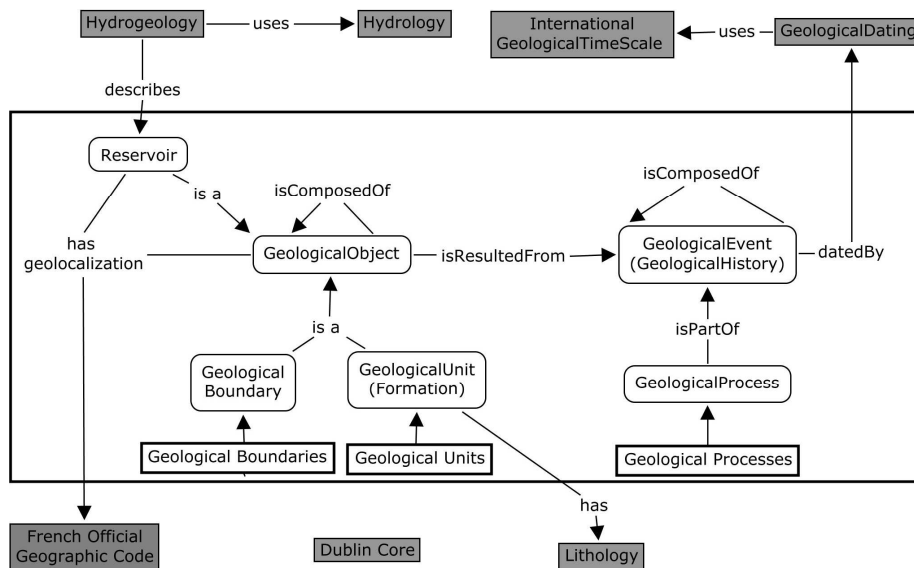 Hydrogeology
uses
Hydrology
International
GeologicalTimeScale
uses
GeologicalDating
describes
Reservoir
is a
isComposedOf
isComposedOf
has
geolocalization
GeologicalObject
isResultedFrom
GeologicalEvent
(GeologicalHistory)
datedBy
is a
isPartOf
Geological
Boundary
GeologicalUnit
(Formation)
GeologicalProcess
Geological Boundaries
Geological Units
Geological Processes
has
French Official
Geographic Code
Dublin Core
Lithology